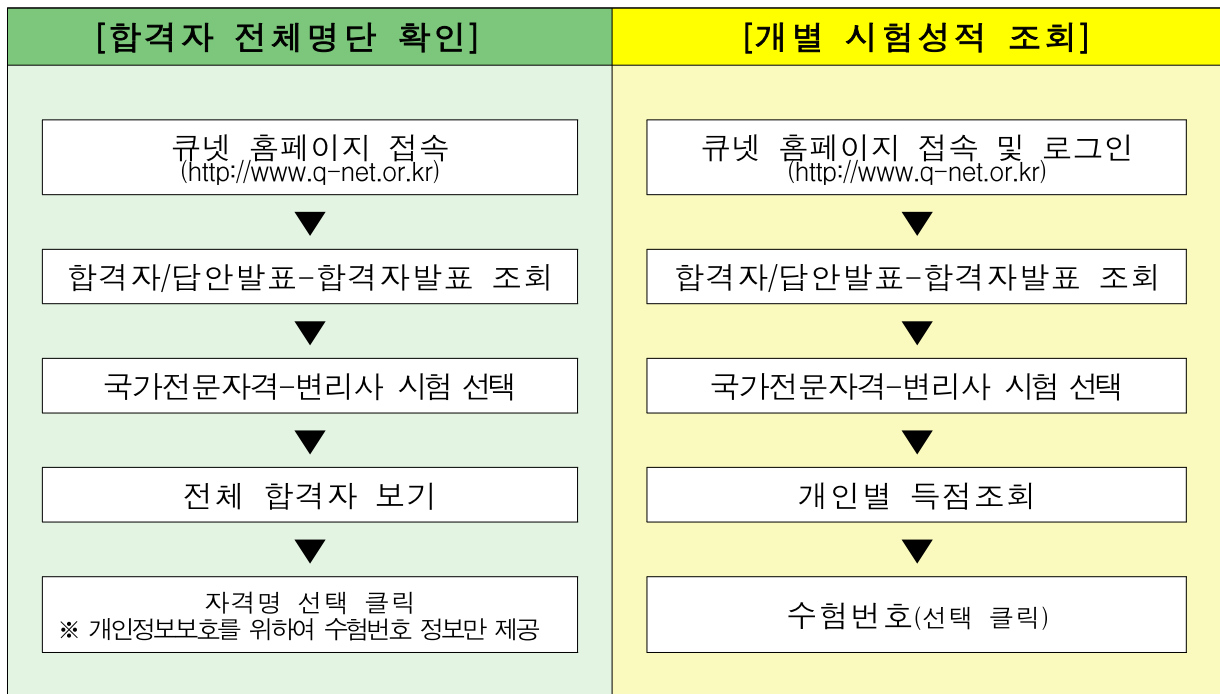 [합격자 전체명단 확인]
큐넷 홈페이지 접속
(http://www.q-net.or.kr)
▼
합격자/답안발표-합격자발표 조회
▼
국가전문자격-변리사 시험 선택
▼
전체 합격자 보기
▼
자격명 선택 클릭
※ 개인정보보호를 위하여 수험번호 정보만 제공
[개별 시험성적 조회]
큐넷 홈페이지 접속 및 로그인
(http://www.q-net.or.kr)
▼
합격자/답안발표-합격자발표 조회
▼
국가전문자격-변리사 시험 선택
▼
개인별 득점조회
▼
수험번호(선택 클릭)